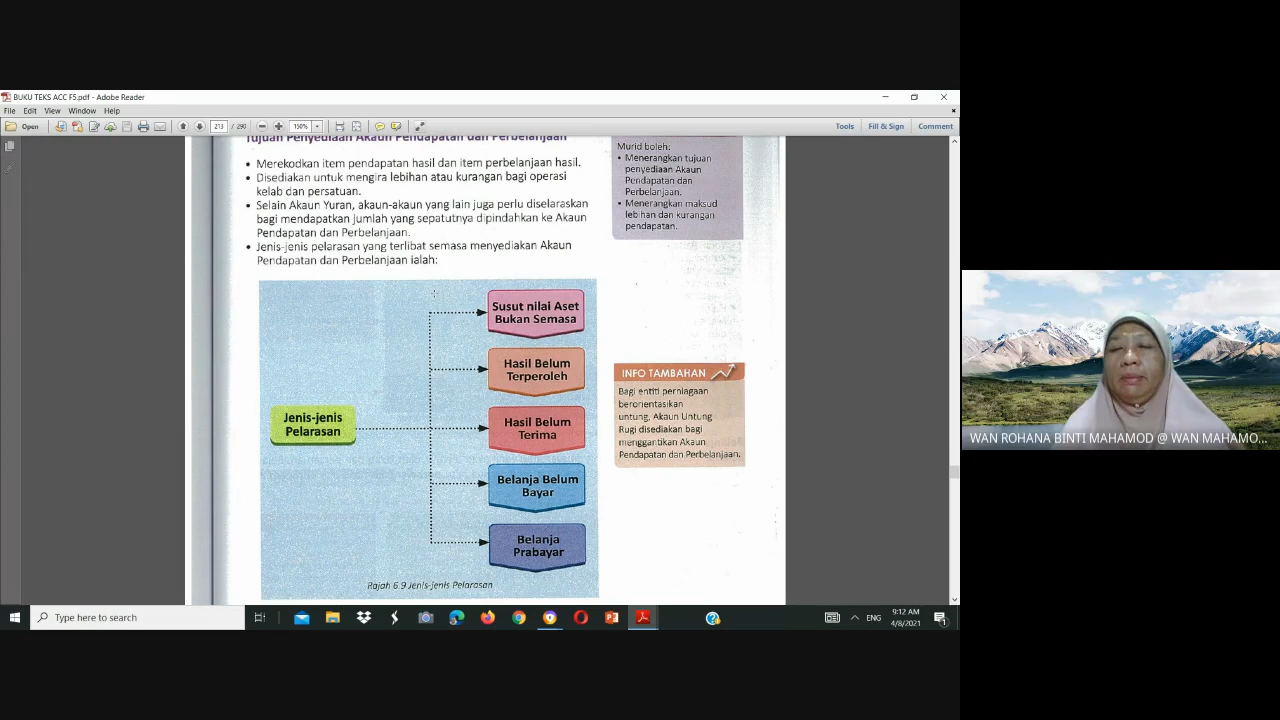 BUKU TEKS ACC F5.pdf - Adobe Reader
File Edit View Window Help
Open 213 / 290 150% Tools Fill & Sign Comment
Tujuan Penyediaan Akaun Pendapatan dan Perbelanjaan
• Merekodkan item pendapatan hasil dan item perbelanjaan hasil.
• Disediakan untuk mengira lebihan atau kurangan bagi operasi
kelab dan persatuan.
• Selain Akaun Yuran, akaun-akaun yang lain juga perlu diselaraskan
bagi mendapatkan jumlah yang sepatutnya dipindahkan ke Akaun
Pendapatan dan Perbelanjaan.
• Jenis-jenis pelarasan yang terlibat semasa menyediakan Akaun
Pendapatan dan Perbelanjaan ialah:
Murid boleh:
• Menerangkan tujuan
penyediaan Akaun
Pendapatan dan
Perbelanjaan.
• Menerangkan maksud
lebihan dan kurangan
pendapatan.
Jenis-jenis
Pelarasan
Susut nilai Aset
Bukan Semasa
Hasil Belum
Terperoleh
Hasil Belum
Terima
Belanja Belum
Bayar
Belanja
Prabayar
Rajah 6.9 Jenis-jenis Pelarasan
INFO TAMBAHAN
Bagi entiti perniagaan
berorientasikan
untung, Akaun Untung
Rugi disediakan bagi
menggantikan Akaun
Pendapatan dan Perbelanjaan.
WAN ROHANA BINTI MAHAMOD @ WAN MAHAMO...
Type here to search
ENG
9:12 AM
4/8/2021